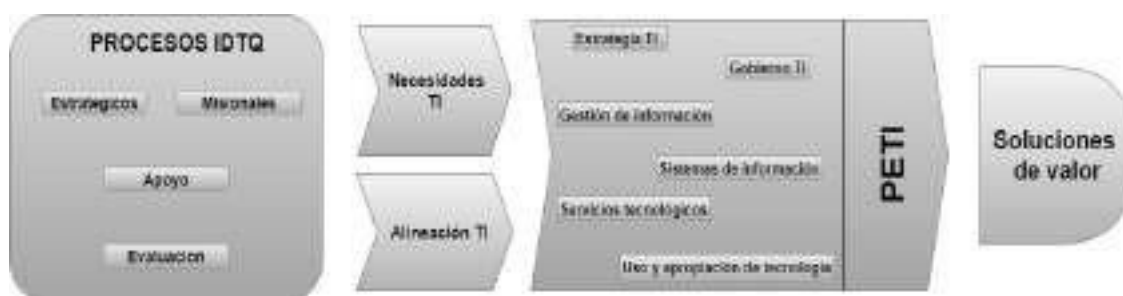 PROCESOS IDTQ
Estrategicos
Misionales
Apoyo
Evaluacion
Necesidades
TI
Alineación TI
Estrategia TI
Gobierno TI
Gestión de información
Sistemas de información
Servicios tecnológicos
Uso y apropiación de tecnología
PETI
Soluciones
de valor